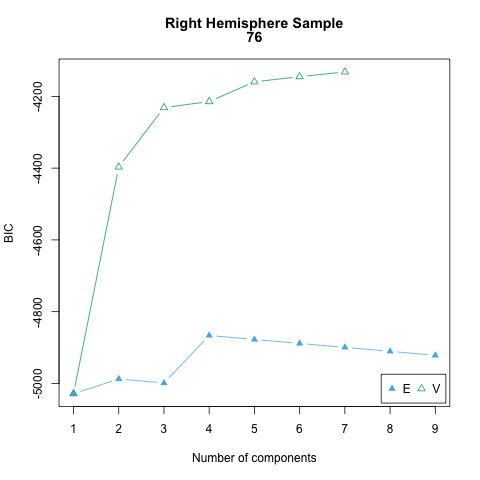 Right Hemisphere Sample
76
BIC
-4200
-4400
-4600
-4800
-5000
1 2 3 4 5 6 7 8 9
Number of components
E V